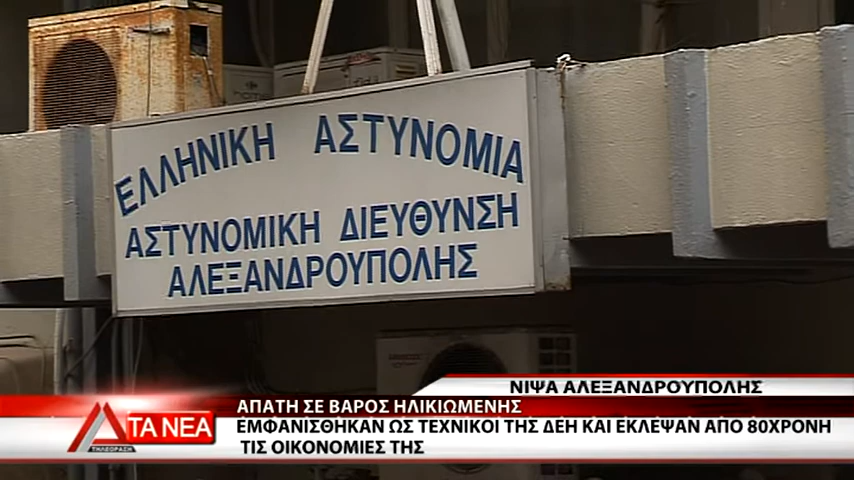 ΕΛΛΗΝΙΚΗ ΑΣΤΥΝΟΜΙΑ
ΑΣΤΥΝΟΜΙΚΗ ΔΙΕΥΘΥΝΣΗ
ΑΛΕΞΑΝΔΡΟΥΠΟΛΗΣ
ΝΙΨΑ ΑΛΕΞΑΝΔΡΟΥΠΟΛΗΣ
ΑΠΑΤΗ ΣΕ ΒΑΡΟΣ ΗΛΙΚΙΩΜΕΝΗΣ
ΤΑ ΝΕΑ
ΤΗΛΕΟΡΑΣΗ
ΕΜΦΑΝΙΣΘΗΚΑΝ ΩΣ ΤΕΧΝΙΚΟΙ ΤΗΣ ΔΕΗ ΚΑΙ ΕΚΛΕΨΑΝ ΑΠΟ 80ΧΡΟΝΗ
ΤΙΣ ΟΙΚΟΝΟΜΙΕΣ ΤΗΣ